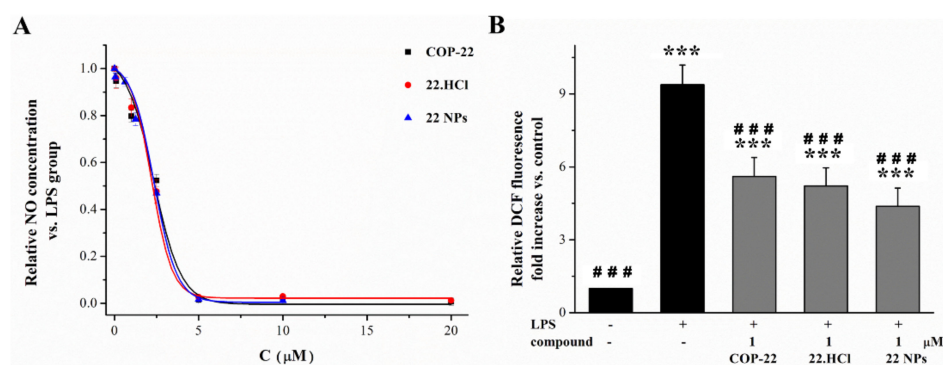 A
COP-22
22.HCl
22 NPs
Relative NO concentration
vs. LPS group
1.0
0.8
0.6
0.4
0.2
0.0
0
5
10
15
20
C (μM)
B
Relative DCF fluoresence
fold increase vs. control
9
6
3
0
###
***
###
***
###
***
###
***
LPS - + + + +
compound - - 1 1 1 μM
COP-22 22.HCl 22 NPs